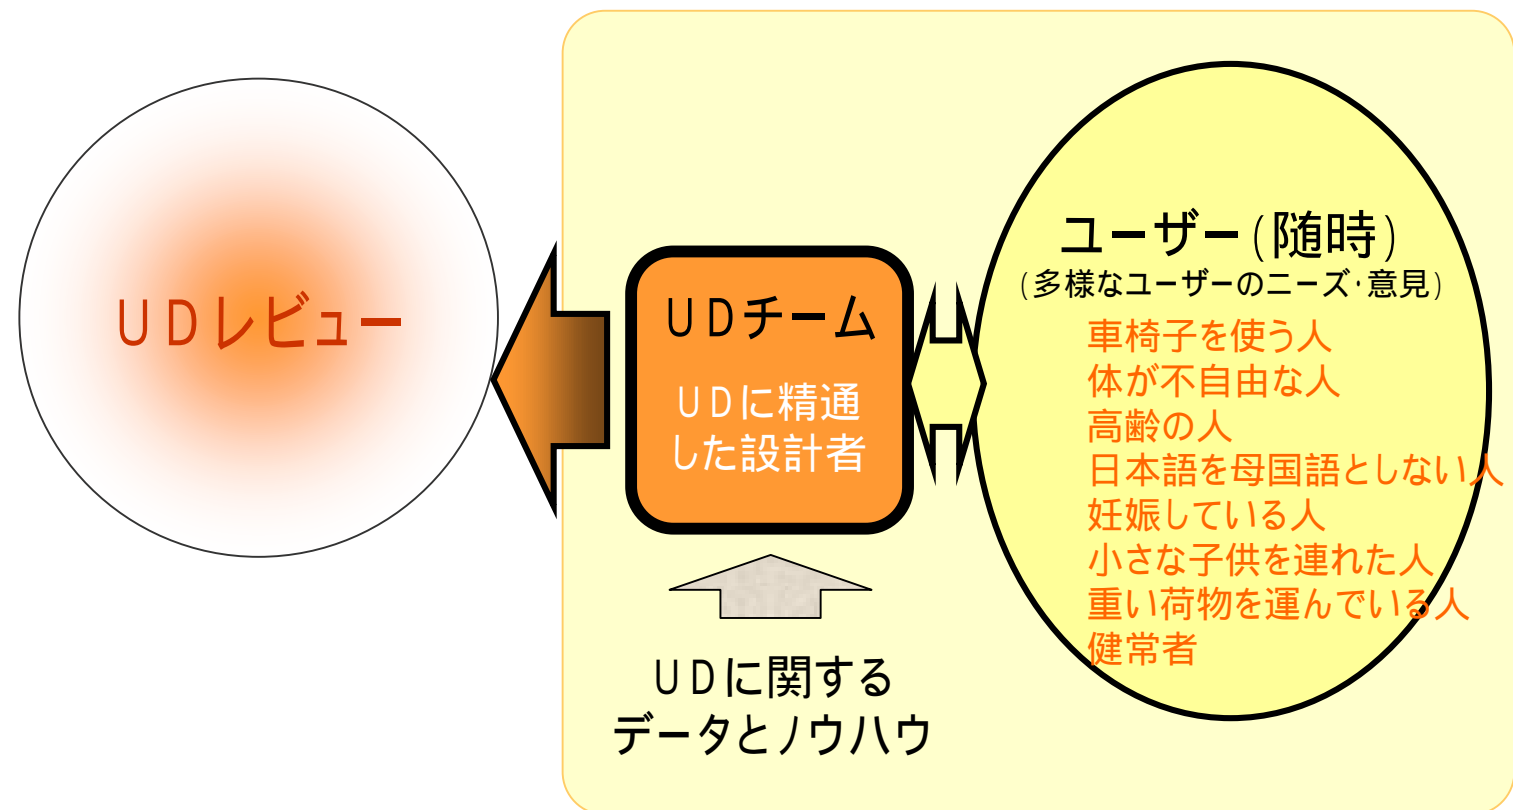 UDレビュー
UDチーム
UDに精通
した設計者
UDに関する
データとノウハウ
ユーザー(随時)
(多様なユーザーのニーズ・意見)
車椅子を使う人
体が不自由な人
高齢の人
日本語を母国語としない人
妊娠している人
小さな子供を連れた人
重い荷物を運んでいる人
健常者